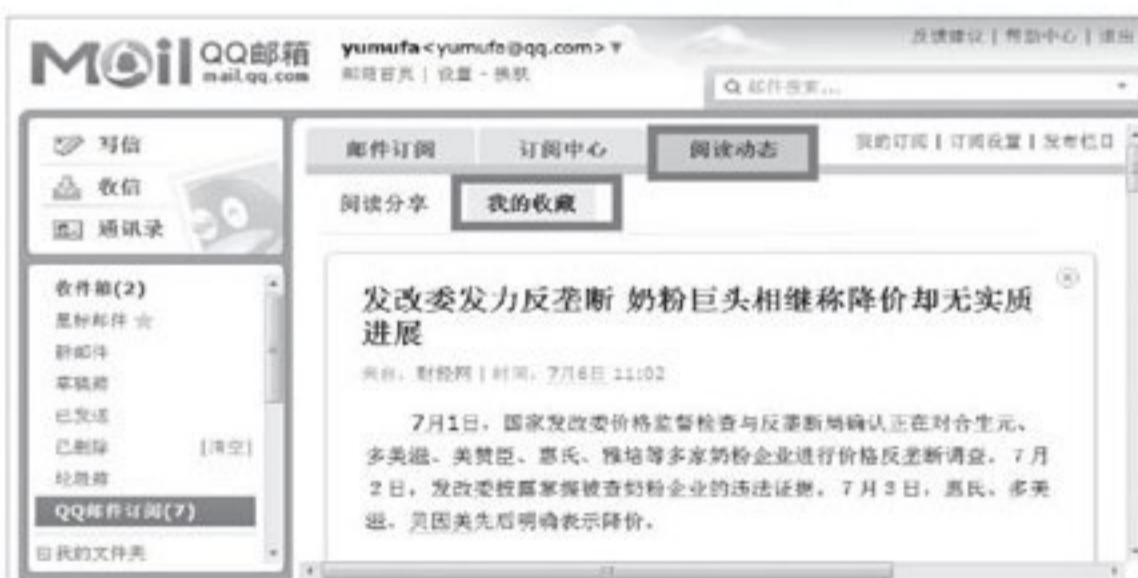 MOil QQ邮箱
mail.qq.com
yumufa<yumufa@qq.com>
邮箱首页 | 设置 - 换肤
反馈建议 | 帮助中心 | 退出
邮件搜索...
写信
收信
通讯录
邮件订阅 订阅中心 阅读动态
我的订阅 | 订阅设置 | 发布栏目
阅读分享 我的收藏
收件箱(2)
星标邮件
群邮件
草稿箱
已发送
已删除 [清空]
垃圾箱
QQ邮件订阅(7)
我的文件夹
发改委发力反垄断 奶粉巨头相继称降价却无实质
进展
来自: 财经网 | 时间: 7月6日 11:02
7月1日，国家发改委价格监督检查与反垄断局确认正在对合生元、
多美滋、美赞臣、惠氏、雅培等多家奶粉企业进行价格反垄断调查。7月
2日，发改委披露掌握被查奶粉企业的违法证据。7月3日，惠氏、多美
滋、贝因美先后明确表示降价。